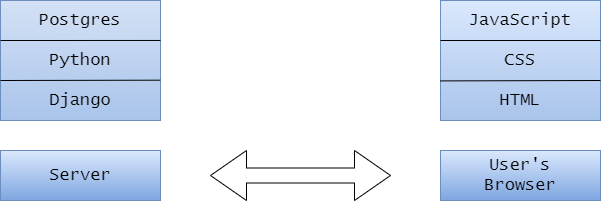 Postgres
Python
Django
Server
JavaScript
CSS
HTML
User's
Browser